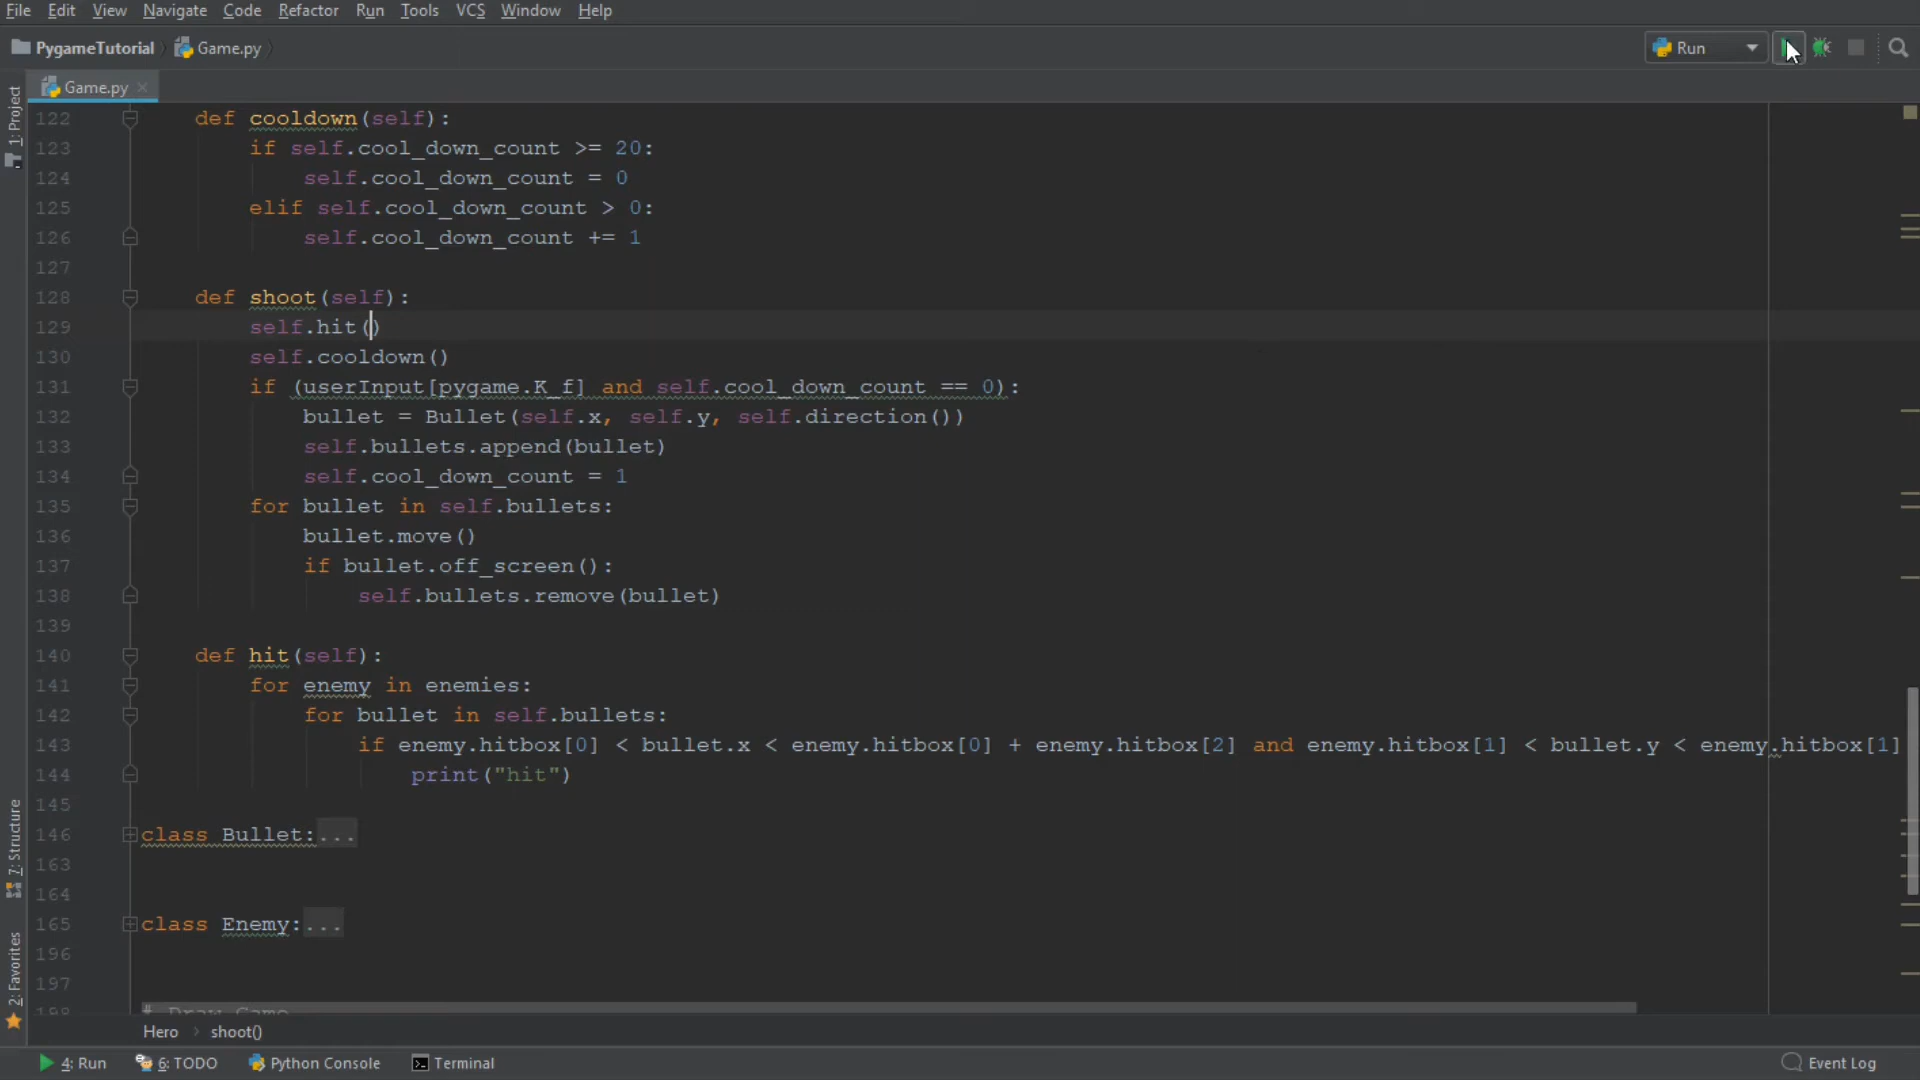 File Edit View Navigate Code Refactor Run Tools VCS Window Help
PygameTutorial Game.py Run
Game.py
1: Project
122 def cooldown(self):
123 if self.cool_down_count >= 20:
124 self.cool_down_count = 0
125 elif self.cool_down_count > 0:
126 self.cool_down_count += 1
127
128 def shoot(self):
129 self.hit()
130 self.cooldown()
131 if (userInput[pygame.K_f] and self.cool_down_count == 0):
132 bullet = Bullet(self.x, self.y, self.direction())
133 self.bullets.append(bullet)
134 self.cool_down_count = 1
135 for bullet in self.bullets:
136 bullet.move()
137 if bullet.off_screen():
138 self.bullets.remove(bullet)
139
140 def hit(self):
141 for enemy in enemies:
142 for bullet in self.bullets:
143 if enemy.hitbox[0] < bullet.x < enemy.hitbox[0] + enemy.hitbox[2] and enemy.hitbox[1] < bullet.y < enemy.hitbox[1]
144 print("hit")
145
146 class Bullet:...
163
164
165 class Enemy:...
196
197
198 # Draw Game
7: Structure
2: Favorites
Hero shoot()
4: Run 6: TODO Python Console Terminal Event Log